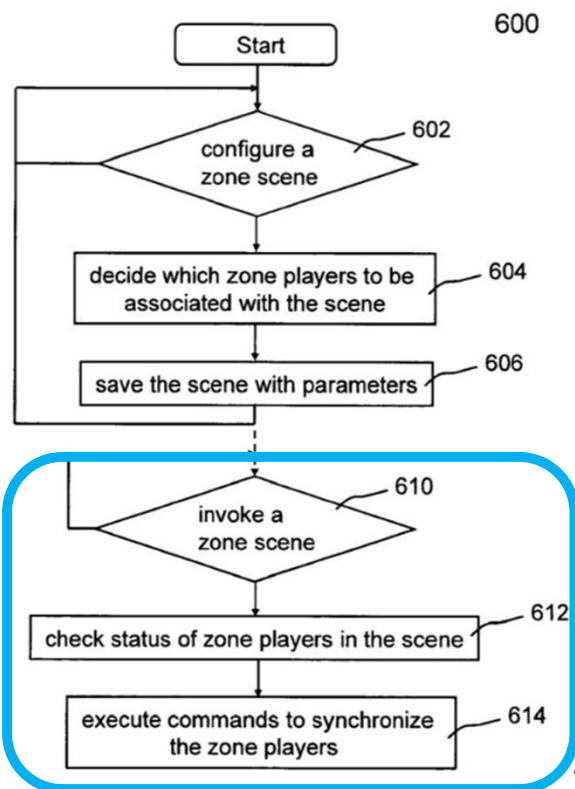 600
Start
602
configure a
zone scene
decide which zone players to be
associated with the scene
604
606
save the scene with parameters
610
invoke a
zone scene
612
check status of zone players in the scene
execute commands to synchronize
the zone players
614